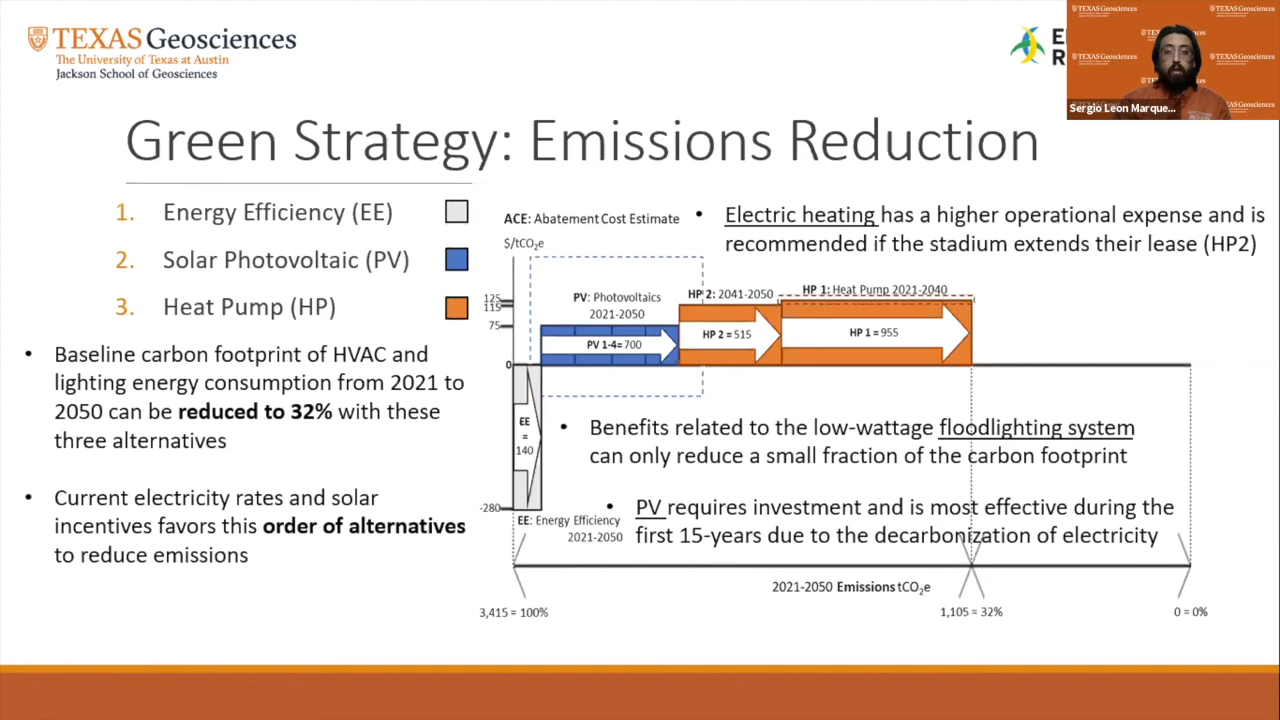 TEXAS Geosciences
The University of Texas at Austin
Jackson School of Geosciences
TEXAS Geosciences
TEXAS Geosciences
Sergio Leon Marque...
Green Strategy: Emissions Reduction
1. Energy Efficiency (EE)
2. Solar Photovoltaic (PV)
3. Heat Pump (HP)
• Baseline carbon footprint of HVAC and
lighting energy consumption from 2021 to
2050 can be reduced to 32% with these
three alternatives
• Current electricity rates and solar
incentives favors this order of alternatives
to reduce emissions
ACE: Abatement Cost Estimate
$/tCO2e
• Electric heating has a higher operational expense and is
recommended if the stadium extends their lease (HP2)
125
115
75
0
-280
PV: Photovoltaics
2021-2050
HP 2: 2041-2050
HP 1: Heat Pump 2021-2040
PV 1-4= 700
HP 2 = 515
HP 1 = 955
EE
=
140
• Benefits related to the low-wattage floodlighting system
can only reduce a small fraction of the carbon footprint
• PV requires investment and is most effective during the
first 15-years due to the decarbonization of electricity
EE: Energy Efficiency
2021-2050
2021-2050 Emissions tCO2e
3,415 = 100%
1,105 = 32%
0 = 0%